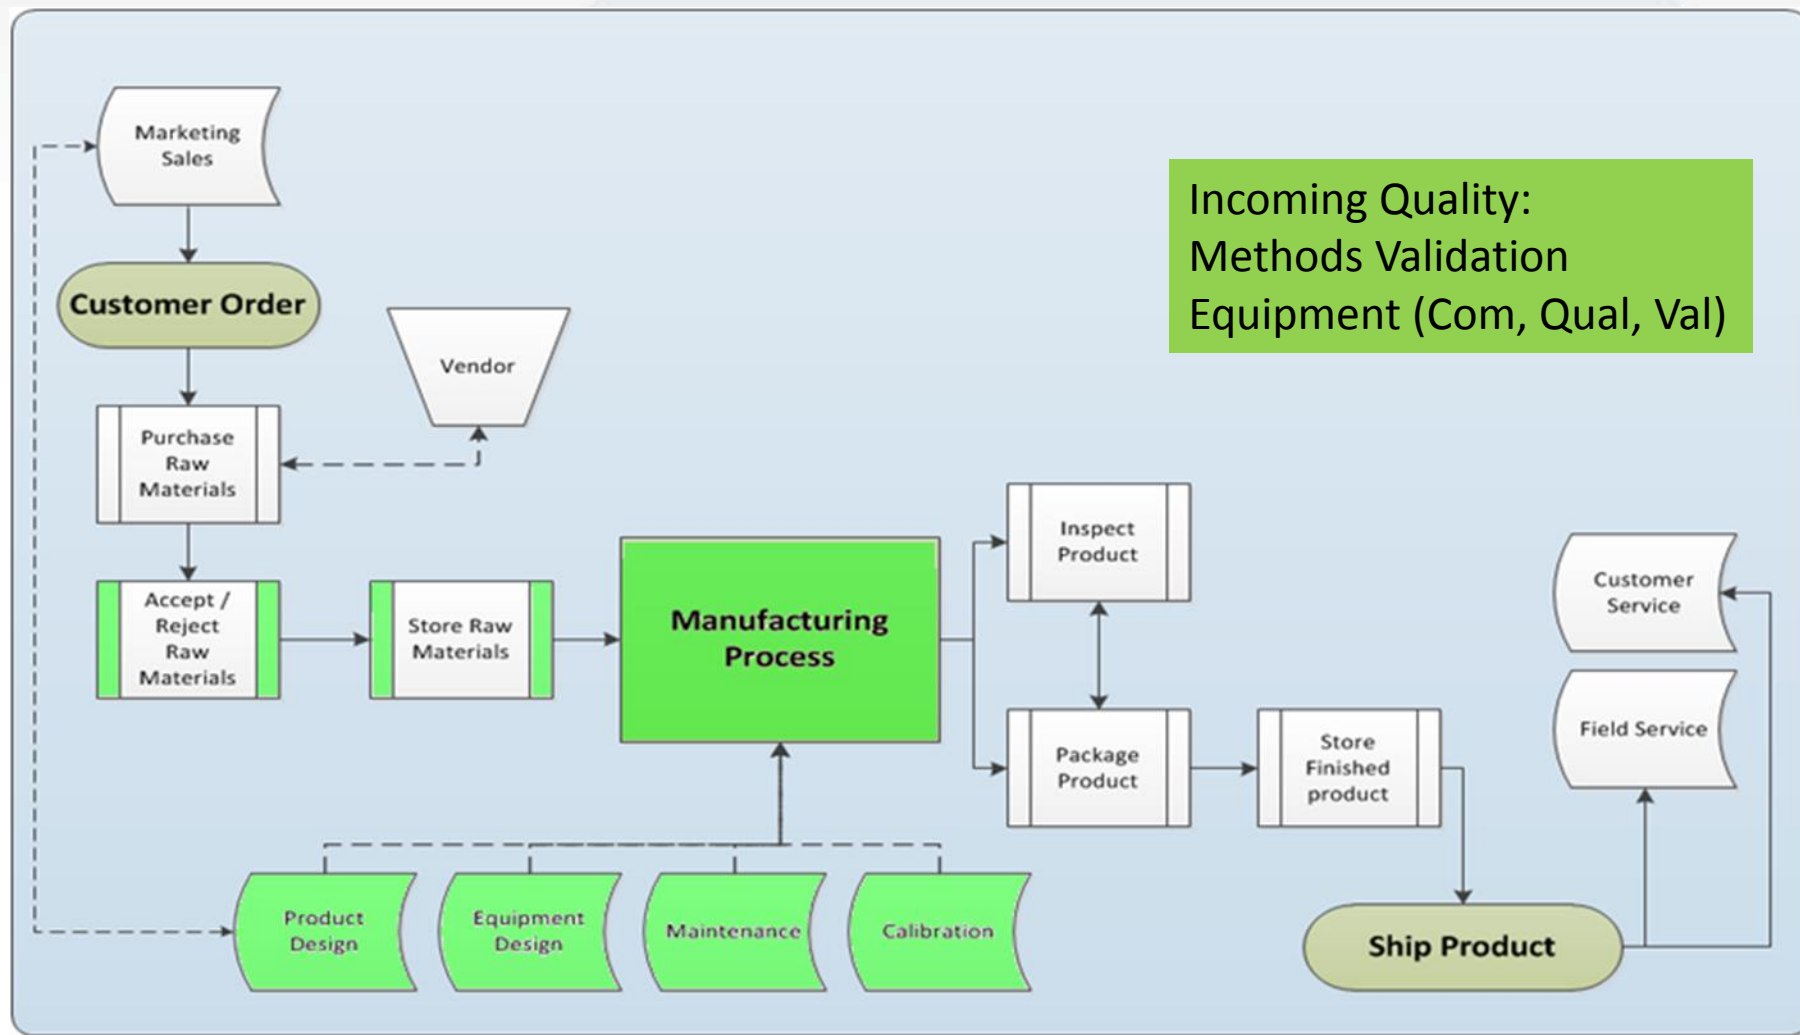 Marketing
Sales
Incoming Quality:
Methods Validation
Equipment (Com, Qual, Val)
Customer Order
Vendor
Purchase
Raw
Materials
Accept /
Reject
Raw
Materials
Store Raw
Materials
Manufacturing
Process
Inspect
Product
Package
Product
Store
Finished
product
Customer
Service
Field Service
Product
Design
Equipment
Design
Maintenance
Calibration
Ship Product